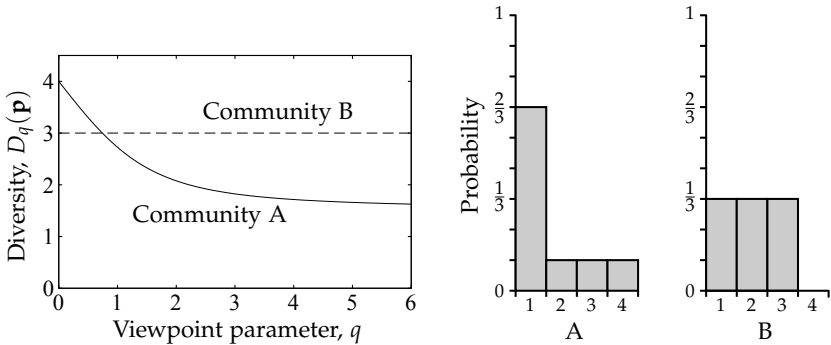 Diversity, D_q(p)
4
3
2
1
0
Community B
Community A
0 1 2 3 4 5 6
Viewpoint parameter, q
Probability
1
2/3
1/3
0
1 2 3 4
A
1
2/3
1/3
0
1 2 3 4
B